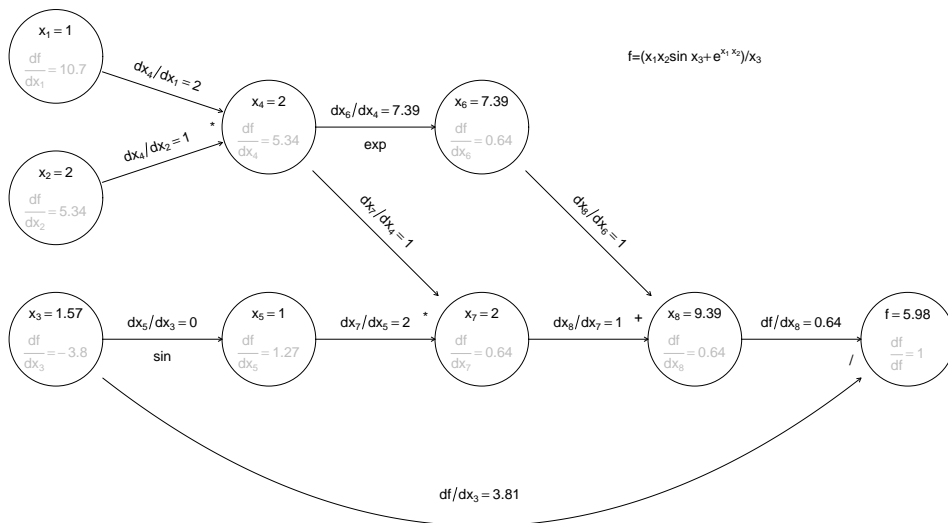 x₁=1
df/dx₁=10.7
dx₄/dx₁=2
f=(x₁x₂sin x₃+e^{x₁ x₂})/x₃
x₄=2
df/dx₄=5.34
*
dx₆/dx₄=7.39
exp
x₆=7.39
df/dx₆=0.64
dx₄/dx₂=1
x₂=2
df/dx₂=5.34
dx₇/dx₄=1
dx₈/dx₆=1
x₃=1.57
df/dx₃=−3.8
dx₅/dx₃=0
sin
x₅=1
df/dx₅=1.27
dx₇/dx₅=2
*
x₇=2
df/dx₇=0.64
dx₈/dx₇=1
+
x₈=9.39
df/dx₈=0.64
df/dx₈=0.64
/
f=5.98
df/df=1
df/dx₃=3.81